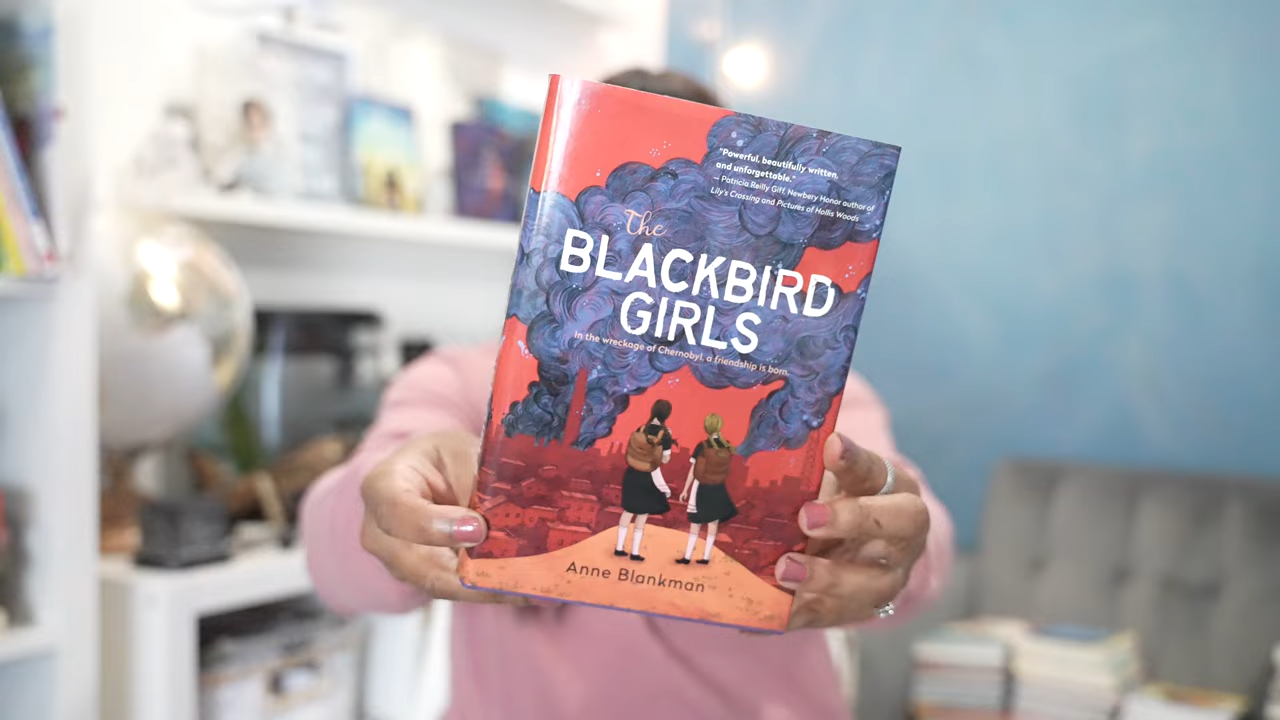 "Powerful, beautifully written,
and unforgettable."
— Patricia Reilly Giff, Newbery Honor author of
Lily's Crossing and Pictures of Hollis Woods
The
BLACKBIRD
GIRLS
In the wreckage of Chernobyl, a friendship is born.
Anne Blankman